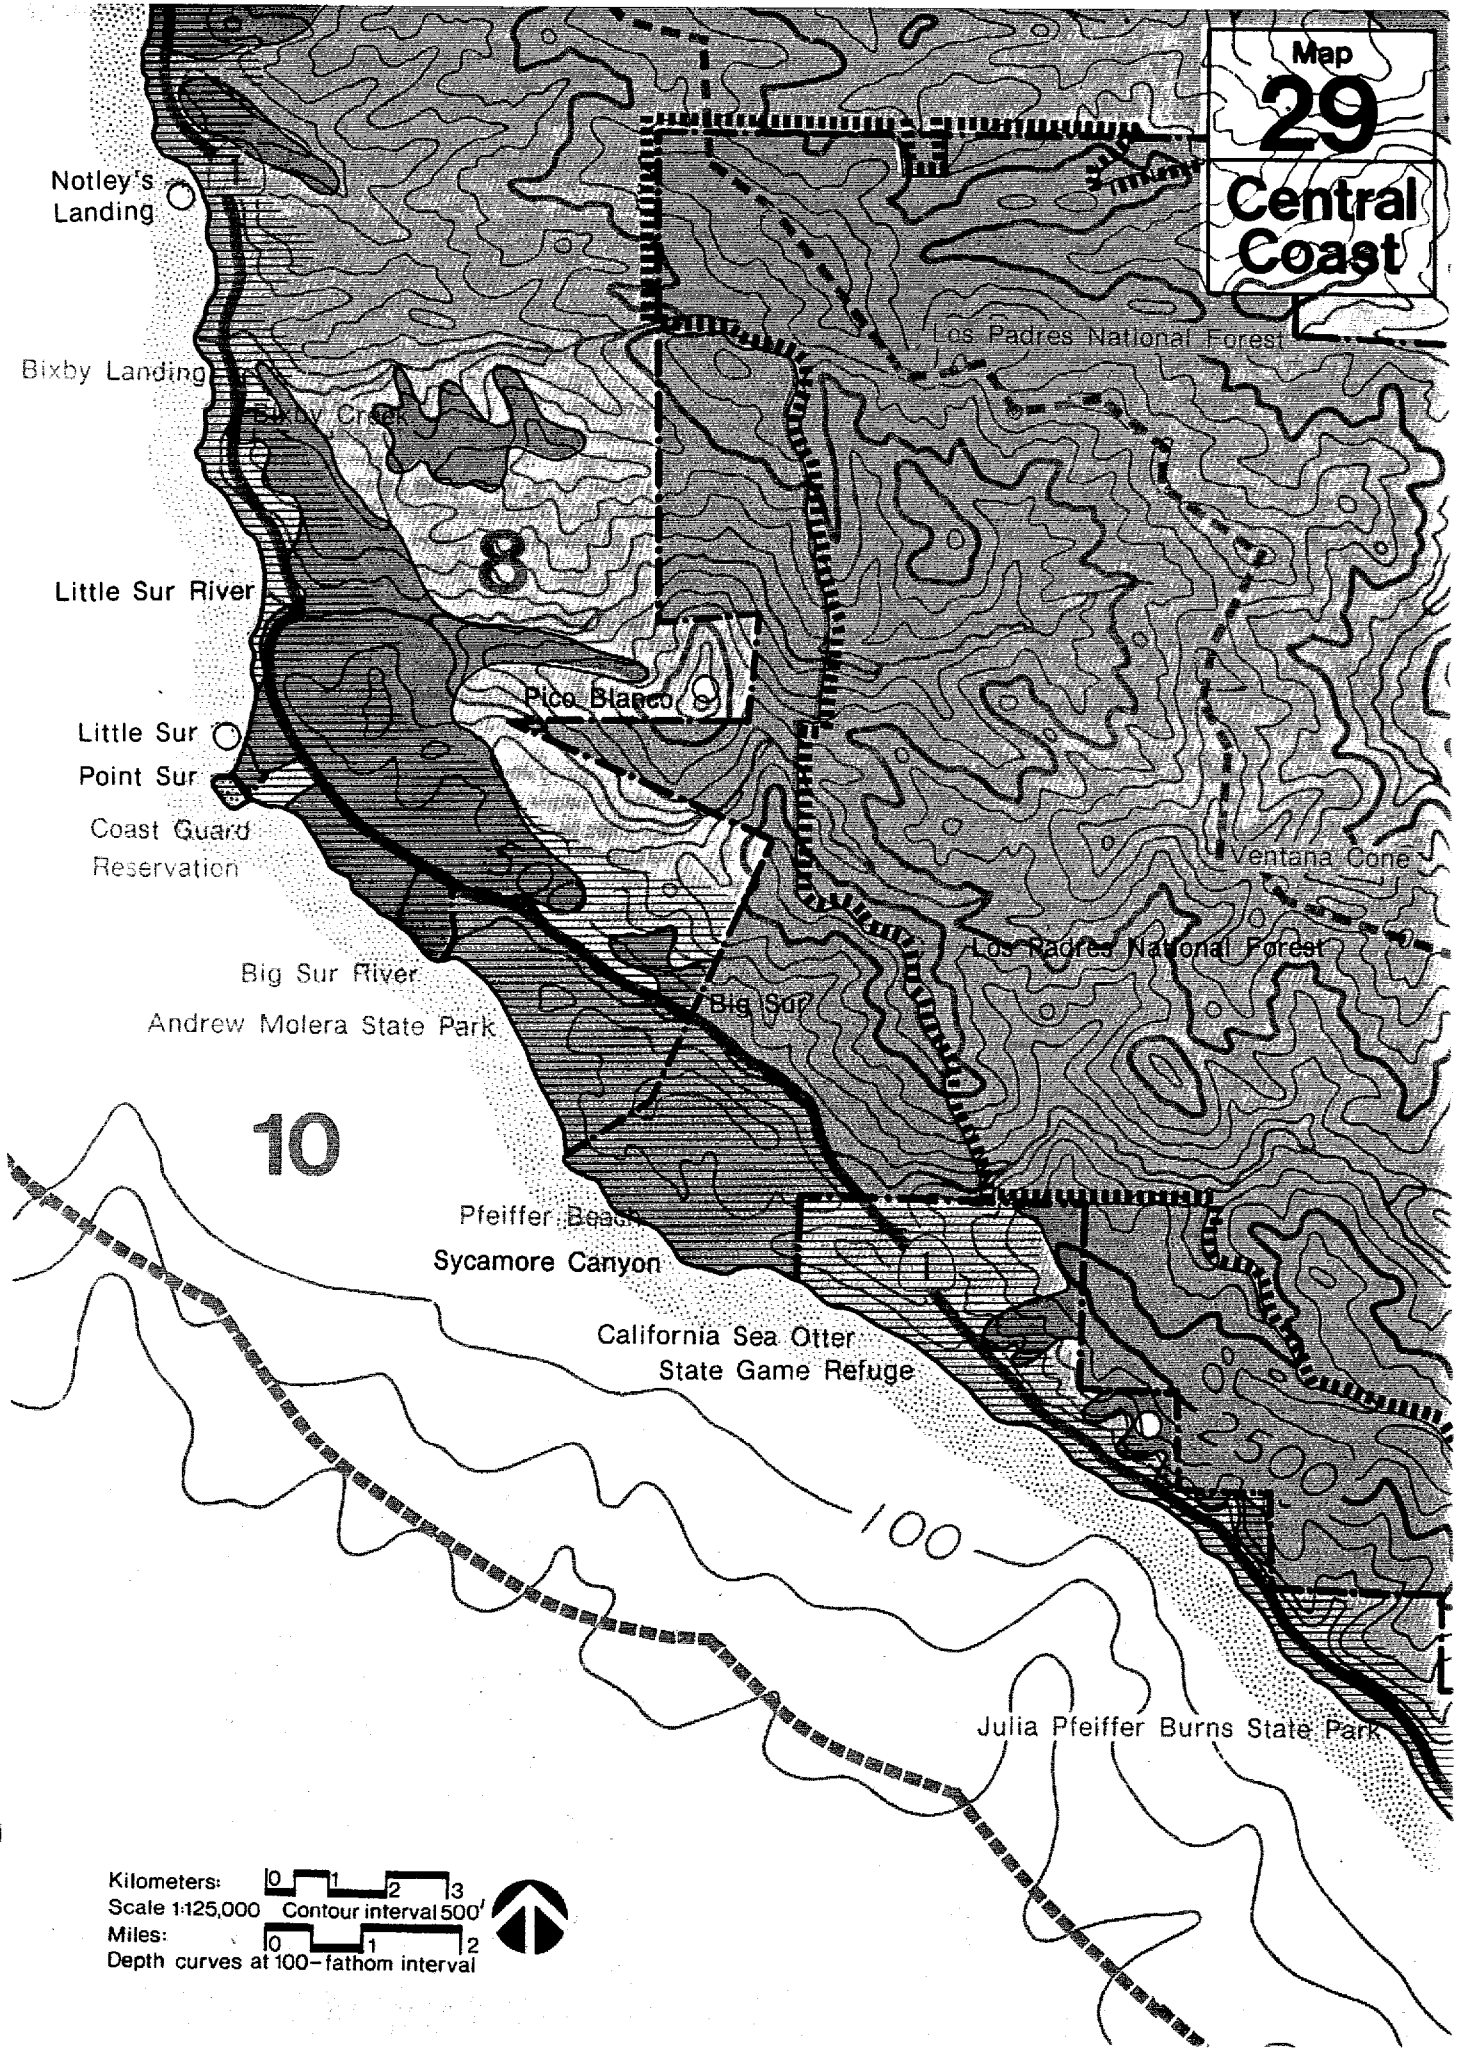 Map
29
Central
Coast
Notley's
Landing
Los Padres National Forest
Bixby Landing
Bixby Creek
8
Little Sur River
Pico Blanco
Little Sur
Point Sur
Coast Guard
Reservation
Ventana Cone
Los Padres National Forest
Big Sur River
Big Sur
Andrew Molera State Park
10
Pfeiffer Beach
Sycamore Canyon
1
California Sea Otter
State Game Refuge
2500
100
Julia Pfeiffer Burns State Park
Kilometers: 0 1 2 3
Scale 1:125,000 Contour interval 500'
Miles: 0 1 2
Depth curves at 100-fathom interval